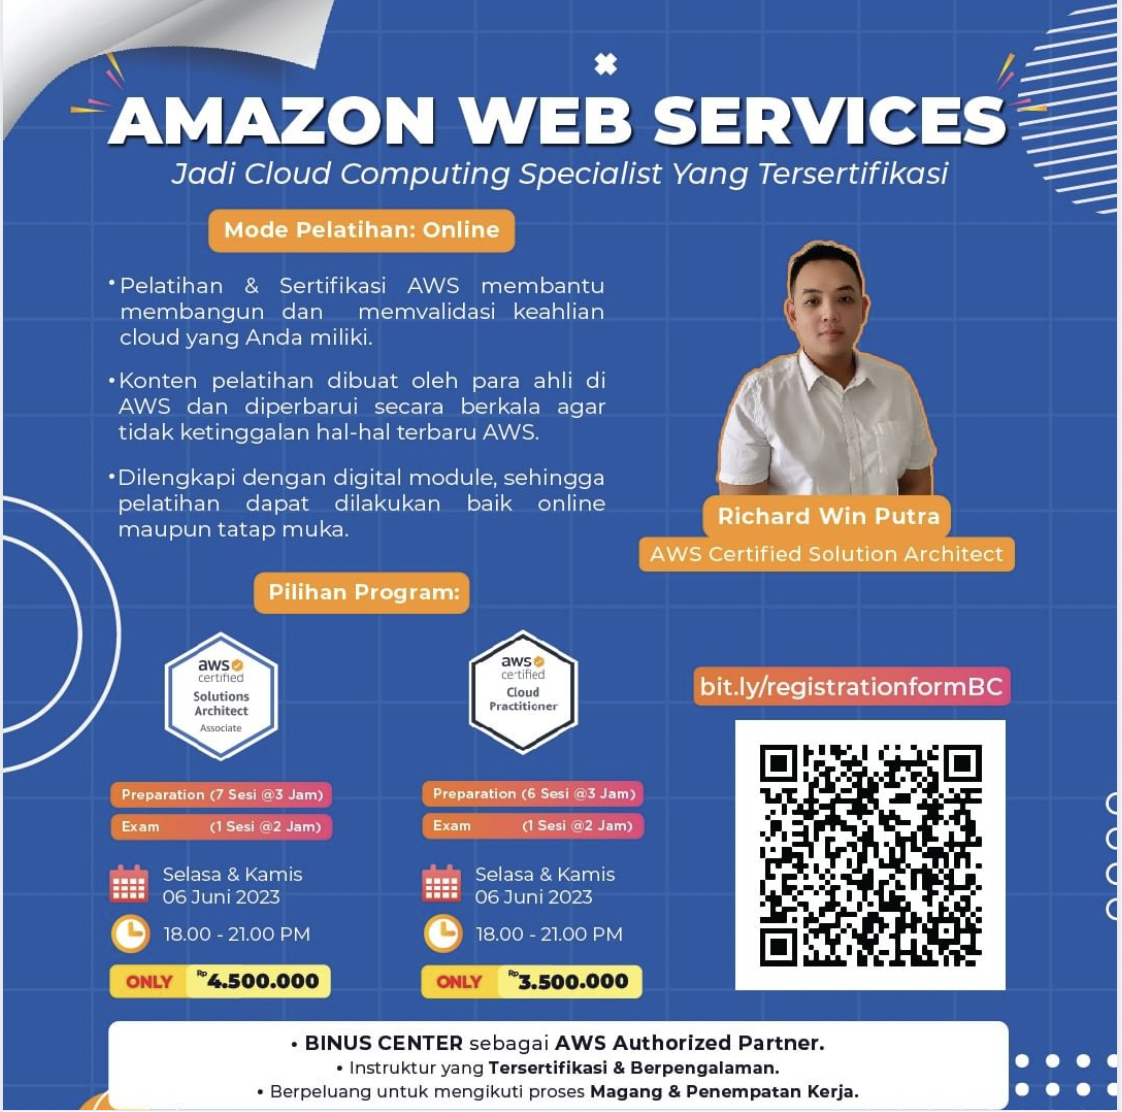 AMAZON WEB SERVICES
Jadi Cloud Computing Specialist Yang Tersertifikasi
Mode Pelatihan: Online
• Pelatihan & Sertifikasi AWS membantu
membangun dan memvalidasi keahlian
cloud yang Anda miliki.
• Konten pelatihan dibuat oleh para ahli di
AWS dan diperbarui secara berkala agar
tidak ketinggalan hal-hal terbaru AWS.
• Dilengkapi dengan digital module, sehingga
pelatihan dapat dilakukan baik online
maupun tatap muka.
Richard Win Putra
AWS Certified Solution Architect
Pilihan Program:
aws
certified
Solutions
Architect
Associate
Preparation (7 Sesi @3 Jam)
Exam (1 Sesi @2 Jam)
Selasa & Kamis
06 Juni 2023
18.00 - 21.00 PM
ONLY Rp 4.500.000
aws
certified
Cloud
Practitioner
Preparation (6 Sesi @3 Jam)
Exam (1 Sesi @2 Jam)
Selasa & Kamis
06 Juni 2023
18.00 - 21.00 PM
ONLY Rp 3.500.000
bit.ly/registrationformBC
• BINUS CENTER sebagai AWS Authorized Partner.
• Instruktur yang Tersertifikasi & Berpengalaman.
• Berpeluang untuk mengikuti proses Magang & Penempatan Kerja.